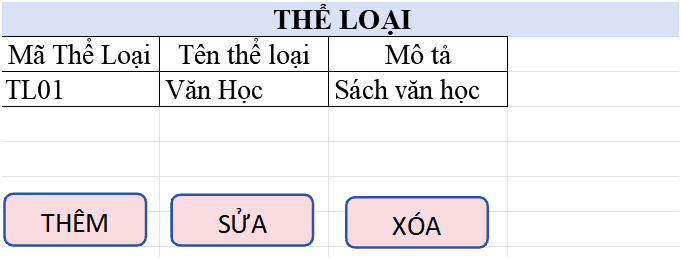 THỂ LOẠI
Mã Thể Loại Tên thể loại Mô tả
TL01 Văn Học Sách văn học
THÊM SỬA XÓA